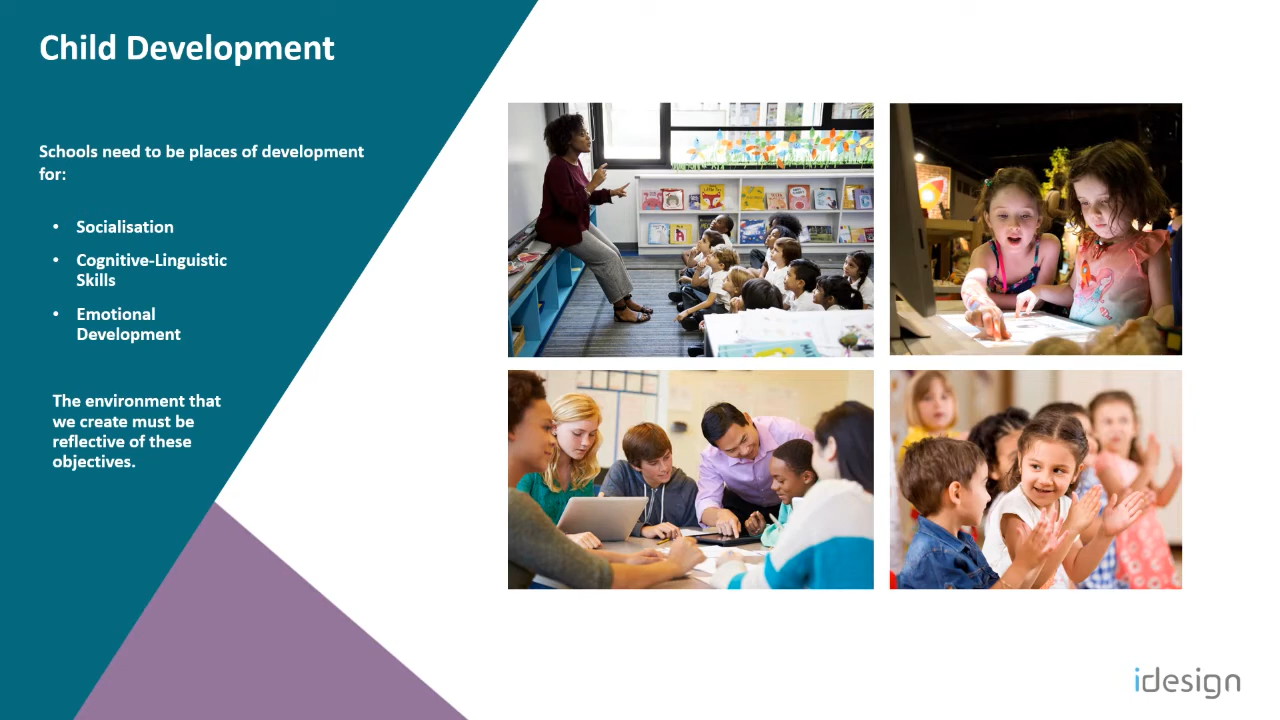 Child Development
Schools need to be places of development
for:
• Socialisation
• Cognitive-Linguistic
Skills
• Emotional
Development
The environment that
we create must be
reflective of these
objectives.
idesign